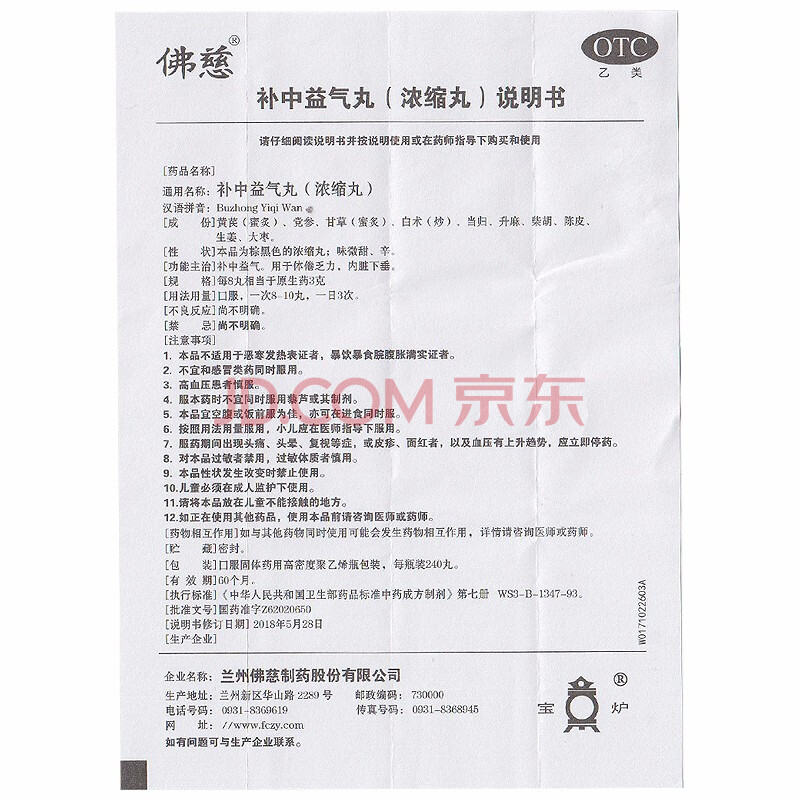 佛慈®
OTC
乙类
补中益气丸（浓缩丸）说明书
请仔细阅读说明书并按说明使用或在药师指导下购买和使用
[药品名称]
通用名称：补中益气丸（浓缩丸）
汉语拼音：Buzhong Yiqi Wan
[成　份]黄芪（蜜炙）、党参、甘草（蜜炙）、白术（炒）、当归、升麻、柴胡、陈皮、
生姜、大枣。
[性　状]本品为棕黑色的浓缩丸；味微甜、辛。
[功能主治]补中益气。用于体倦乏力，内脏下垂。
[规　格]每8丸相当于原生药3克
[用法用量]口服，一次8-10丸，一日3次。
[不良反应]尚不明确。
[禁　忌]尚不明确。
[注意事项]
1. 本品不适用于恶寒发热表证者，暴饮暴食脘腹胀满实证者。
2. 不宜和感冒类药同时服用。
3. 高血压患者慎服。
4. 服本药时不宜同时服用藜芦或其制剂。
5. 本品宜空腹或饭前服为佳，亦可在进食同时服。
6. 按照用法用量服用，小儿应在医师指导下服用。
7. 服药期间出现头痛、头晕、复视等症，或皮疹、面红者，以及血压有上升趋势，应立即停药。
8. 对本品过敏者禁用，过敏体质者慎用。
9. 本品性状发生改变时禁止使用。
10.儿童必须在成人监护下使用。
11.请将本品放在儿童不能接触的地方。
12.如正在使用其他药品，使用本品前请咨询医师或药师。
[药物相互作用]如与其他药物同时使用可能会发生药物相互作用，详情请咨询医师或药师。
[贮　藏]密封。
[包　装]口服固体药用高密度聚乙烯瓶包装，每瓶装240丸。
[有 效 期]60个月。
[执行标准]《中华人民共和国卫生部药品标准中药成方制剂》第七册 WS3-B-1347-93。
[批准文号]国药准字Z62020650
[说明书修订日期]2018年5月28日
[生产企业]
W0171022603A
企业名称：兰州佛慈制药股份有限公司
生产地址：兰州新区华山路 2289 号　邮政编码：730000
电话号码：0931-8369619　传真号码：0931-8368945
网　址：//www.fczy.com
如有问题可与生产企业联系。
宝炉®
JD.COM 京东